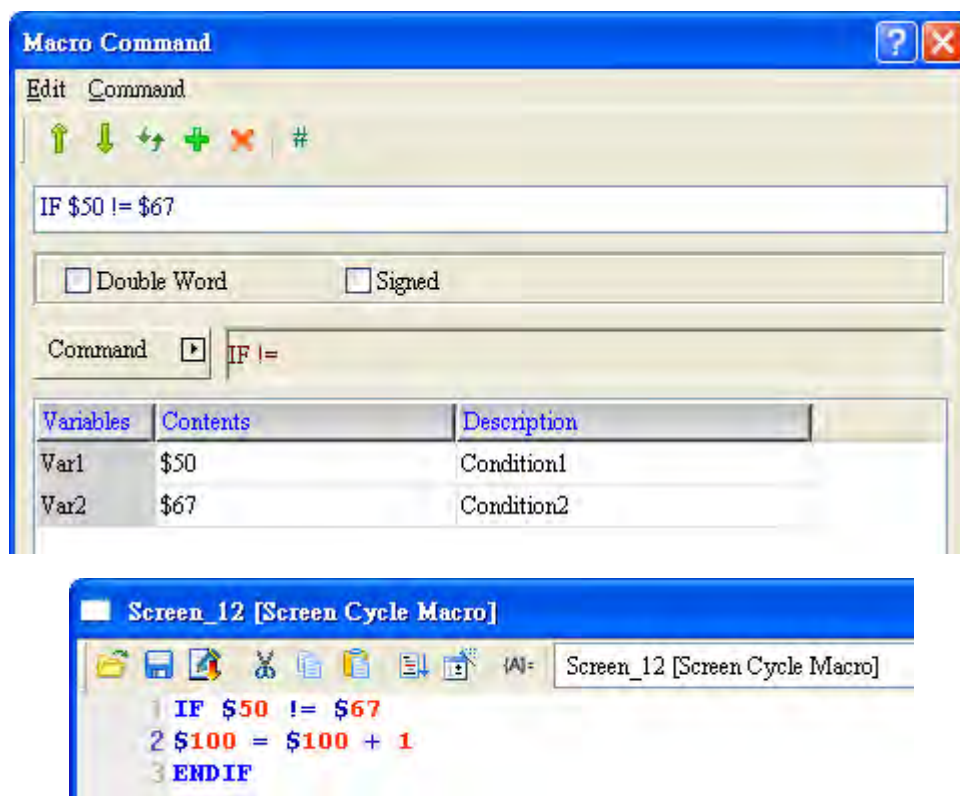 Macro Command
Edit Command
#
IF $50 != $67
Double Word Signed
Command IF !=
Variables Contents Description
Var1 $50 Condition1
Var2 $67 Condition2
Screen_12 [Screen Cycle Macro]
{A}= Screen_12 [Screen Cycle Macro]
1 IF $50 != $67
2 $100 = $100 + 1
3 ENDIF